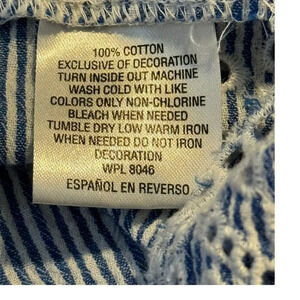 100% COTTON
EXCLUSIVE OF DECORATION
TURN INSIDE OUT MACHINE
WASH COLD WITH LIKE
COLORS ONLY NON-CHLORINE
BLEACH WHEN NEEDED
TUMBLE DRY LOW WARM IRON
WHEN NEEDED DO NOT IRON
DECORATION
WPL 8046
ESPAÑOL EN REVERSO